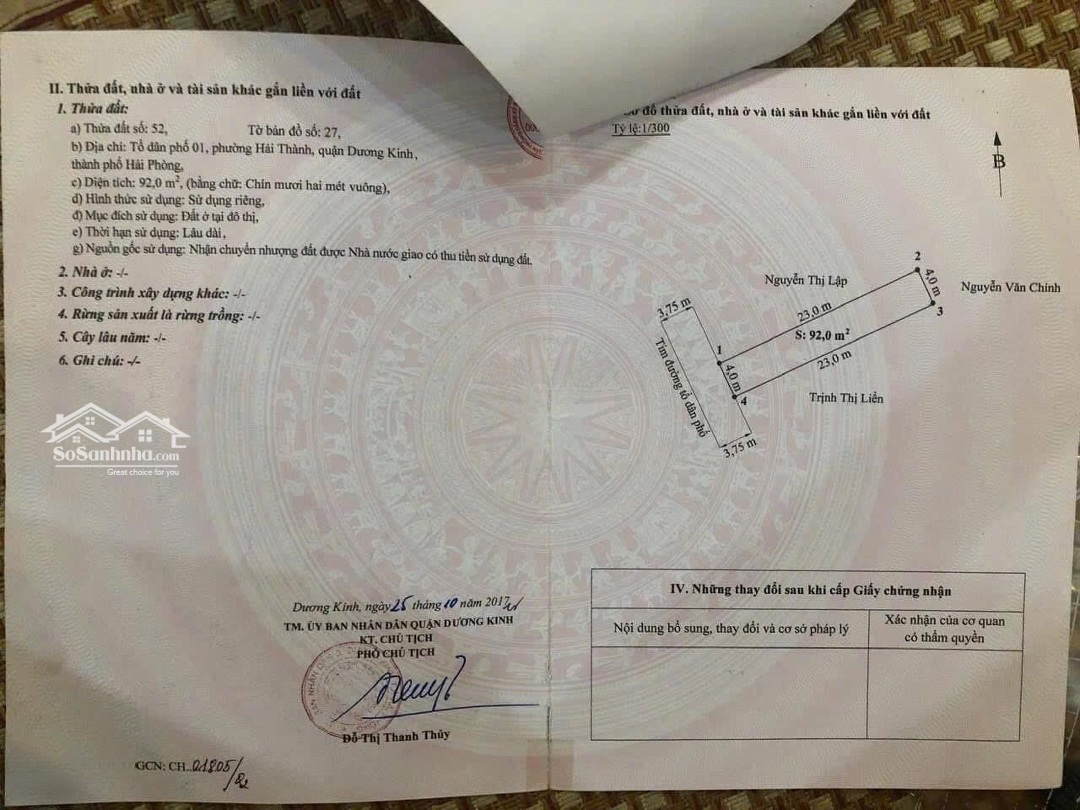 II. Thửa đất, nhà ở và tài sản khác gắn liền với đất
1. Thửa đất:
a) Thửa đất số: 52,   Tờ bản đồ số: 27,
b) Địa chỉ: Tổ dân phố 01, phường Hải Thành, quận Dương Kinh,
thành phố Hải Phòng,
c) Diện tích: 92,0 m², (bằng chữ: Chín mươi hai mét vuông),
d) Hình thức sử dụng: Sử dụng riêng,
đ) Mục đích sử dụng: Đất ở tại đô thị,
e) Thời hạn sử dụng: Lâu dài,
g) Nguồn gốc sử dụng: Nhận chuyển nhượng đất được Nhà nước giao có thu tiền sử dụng đất.
2. Nhà ở: -/-
3. Công trình xây dựng khác: -/-
4. Rừng sản xuất là rừng trồng: -/-
5. Cây lâu năm: -/-
6. Ghi chú: -/-
SoSanhnha.com
Great choice for you
Dương Kinh, ngày 25 tháng 10 năm 2017
TM. ỦY BAN NHÂN DÂN QUẬN DƯƠNG KINH
KT. CHỦ TỊCH
PHÓ CHỦ TỊCH
Đỗ Thị Thanh Thủy
GCN: CH..01805/
đồ thửa đất, nhà ở và tài sản khác gắn liền với đất
Tỷ lệ:1/300
B
2
Nguyễn Thị Lập
4,0 m
Nguyễn Văn Chính
3,75 m
23,0 m
3
S: 92,0 m²
1
23,0 m
4,0 m
Tim đường tổ dân phố
4
Trịnh Thị Liển
3,75 m
IV. Những thay đổi sau khi cấp Giấy chứng nhận
Nội dung bổ sung, thay đổi và cơ sở pháp lý
Xác nhận của cơ quan
có thẩm quyền